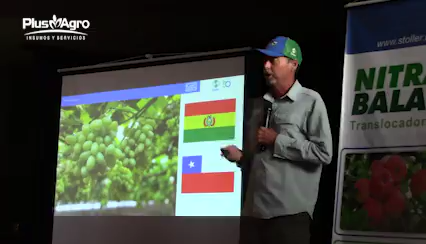 PlusAgro
INSUMOS Y SERVICIOS
www.stoller.
NITRA
BALA
Translocador